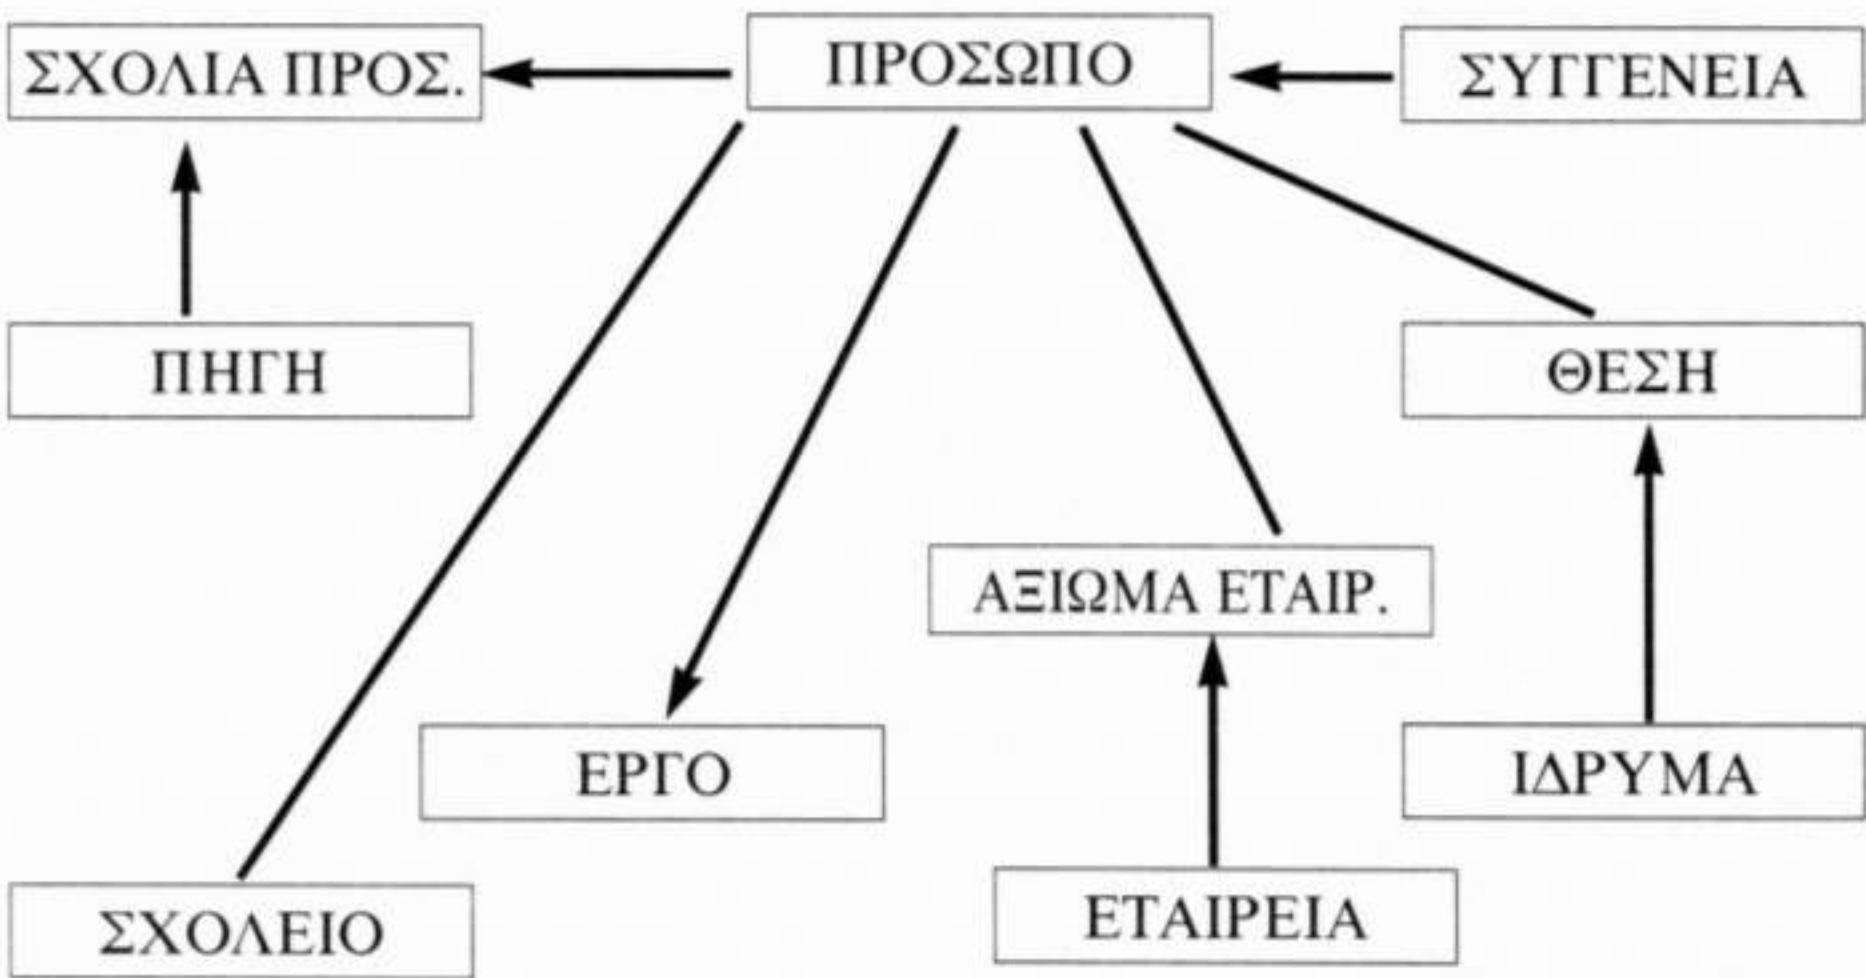 ΣΧΟΛΙΑ ΠΡΟΣ.
ΠΡΟΣΩΠΟ
ΣΥΓΓΕΝΕΙΑ
ΠΗΓΗ
ΘΕΣΗ
ΑΞΙΩΜΑ ΕΤΑΙΡ.
ΕΡΓΟ
ΙΔΡΥΜΑ
ΣΧΟΛΕΙΟ
ΕΤΑΙΡΕΙΑ